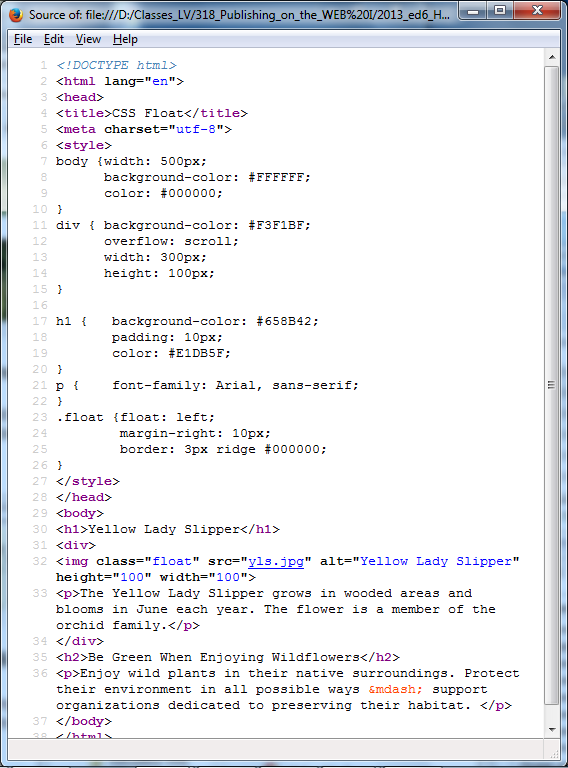 Source of: file:///D:/Classes_LV/318_Publishing_on_the_WEB%20I/2013_ed6_H...
File Edit View Help
1 <!DOCTYPE html>
2 <html lang="en">
3 <head>
4 <title>CSS Float</title>
5 <meta charset="utf-8">
6 <style>
7 body {width: 500px;
8 background-color: #FFFFFF;
9 color: #000000;
10 }
11 div { background-color: #F3F1BF;
12 overflow: scroll;
13 width: 300px;
14 height: 100px;
15 }
16
17 h1 { background-color: #658B42;
18 padding: 10px;
19 color: #E1DB5F;
20 }
21 p { font-family: Arial, sans-serif;
22 }
23 .float {float: left;
24 margin-right: 10px;
25 border: 3px ridge #000000;
26 }
27 </style>
28 </head>
29 <body>
30 <h1>Yellow Lady Slipper</h1>
31 <div>
32 <img class="float" src="yls.jpg" alt="Yellow Lady Slipper"
height="100" width="100">
33 <p>The Yellow Lady Slipper grows in wooded areas and
blooms in June each year. The flower is a member of the
orchid family.</p>
34 </div>
35 <h2>Be Green When Enjoying Wildflowers</h2>
36 <p>Enjoy wild plants in their native surroundings. Protect
their environment in all possible ways &mdash; support
organizations dedicated to preserving their habitat. </p>
37 </body>
38 </html>